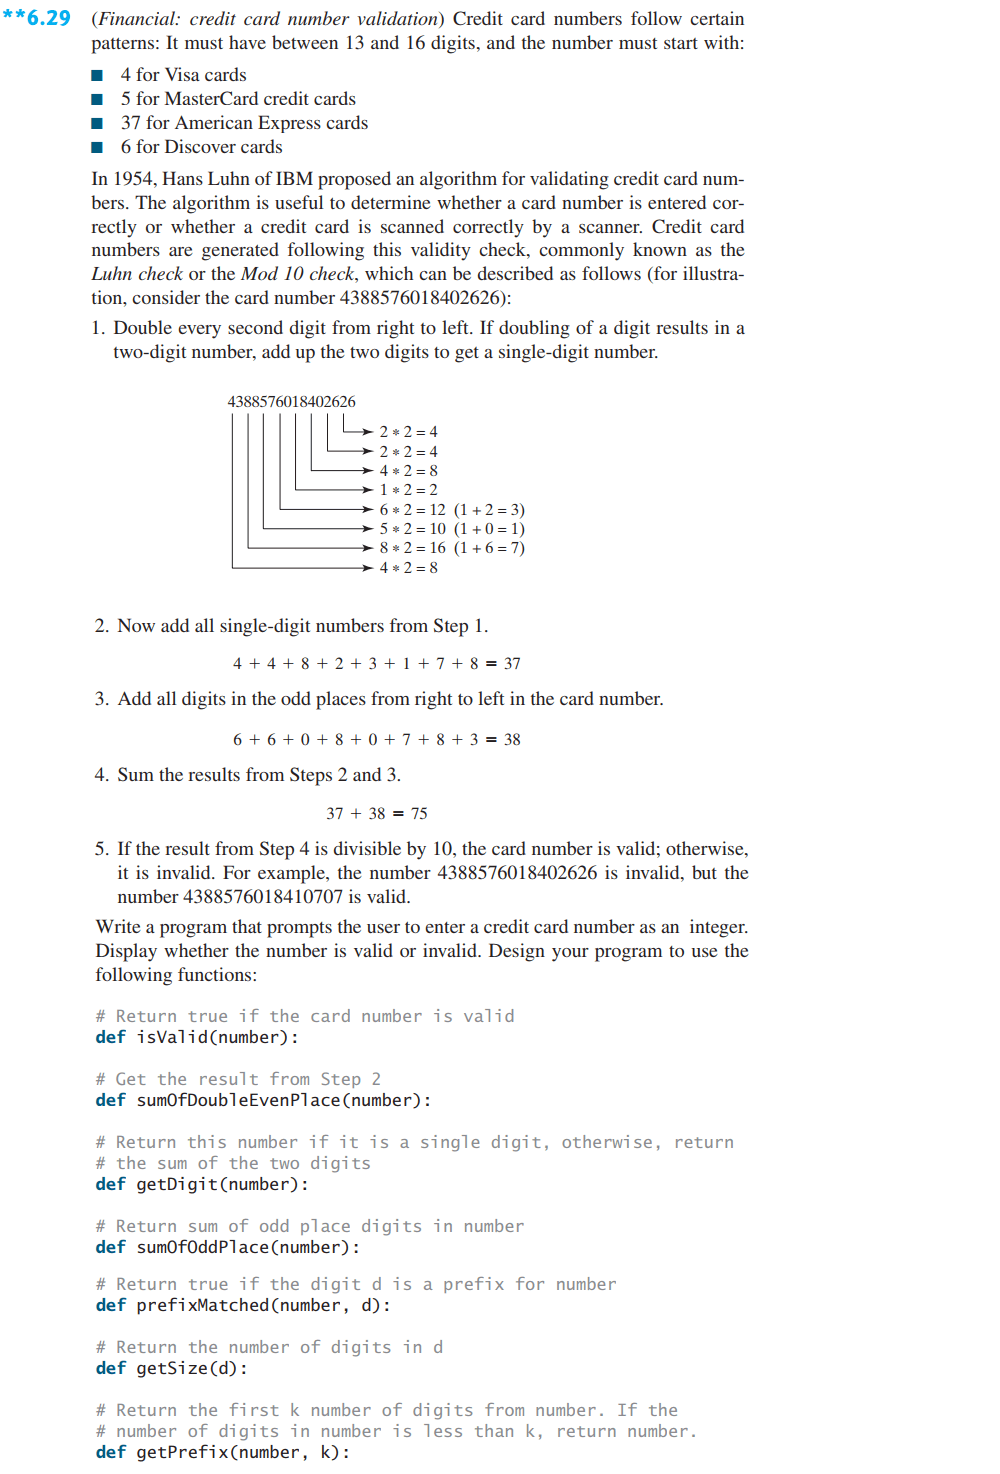 **6.29 (Financial: credit card number validation) Credit card numbers follow certain
patterns: It must have between 13 and 16 digits, and the number must start with:
■ 4 for Visa cards
■ 5 for MasterCard credit cards
■ 37 for American Express cards
■ 6 for Discover cards
In 1954, Hans Luhn of IBM proposed an algorithm for validating credit card num-
bers. The algorithm is useful to determine whether a card number is entered cor-
rectly or whether a credit card is scanned correctly by a scanner. Credit card
numbers are generated following this validity check, commonly known as the
Luhn check or the Mod 10 check, which can be described as follows (for illustra-
tion, consider the card number 4388576018402626):
1. Double every second digit from right to left. If doubling of a digit results in a
two-digit number, add up the two digits to get a single-digit number.
4388576018402626
2 * 2 = 4
2 * 2 = 4
4 * 2 = 8
1 * 2 = 2
6 * 2 = 12 (1 + 2 = 3)
5 * 2 = 10 (1 + 0 = 1)
8 * 2 = 16 (1 + 6 = 7)
4 * 2 = 8
2. Now add all single-digit numbers from Step 1.
4 + 4 + 8 + 2 + 3 + 1 + 7 + 8 = 37
3. Add all digits in the odd places from right to left in the card number.
6 + 6 + 0 + 8 + 0 + 7 + 8 + 3 = 38
4. Sum the results from Steps 2 and 3.
37 + 38 = 75
5. If the result from Step 4 is divisible by 10, the card number is valid; otherwise,
it is invalid. For example, the number 4388576018402626 is invalid, but the
number 4388576018410707 is valid.
Write a program that prompts the user to enter a credit card number as an integer.
Display whether the number is valid or invalid. Design your program to use the
following functions:
# Return true if the card number is valid
def isValid(number):
# Get the result from Step 2
def sumOfDoubleEvenPlace(number):
# Return this number if it is a single digit, otherwise, return
# the sum of the two digits
def getDigit(number):
# Return sum of odd place digits in number
def sumOfOddPlace(number):
# Return true if the digit d is a prefix for number
def prefixMatched(number, d):
# Return the number of digits in d
def getSize(d):
# Return the first k number of digits from number. If the
# number of digits in number is less than k, return number.
def getPrefix(number, k):